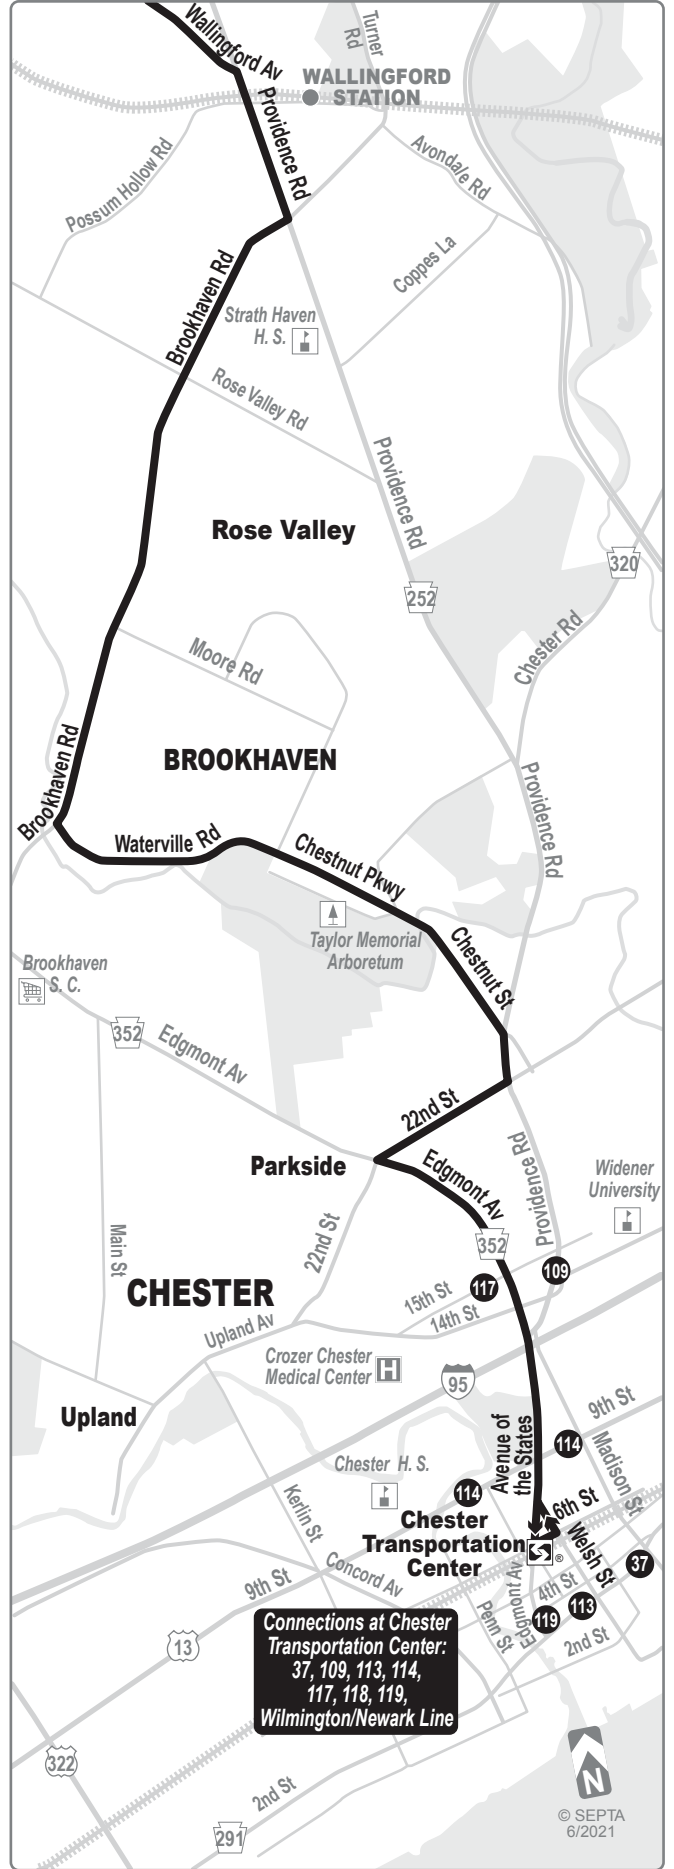 Wallingford Av
Turner
Rd
WALLINGFORD
STATION
Providence Rd
Possum Hollow Rd
Avondale Rd
Coppes La
Brookhaven Rd
Strath Haven
H. S.
Rose Valley Rd
Providence Rd
Rose Valley
320
252
Chester Rd
Moore Rd
BROOKHAVEN
Brookhaven Rd
Providence Rd
Waterville Rd
Chestnut Pkwy
Taylor Memorial
Arboretum
Chestnut St
Brookhaven
S. C.
352
Edgmont Av
22nd St
Parkside
Edgmont Av
Providence Rd
Widener
University
22nd St
Main St
352
109
117
CHESTER
15th St
14th St
Upland Av
Crozer Chester
Medical Center
H
95
Upland
9th St
Avenue of
the States
114
Madison St
Chester H. S.
114
Kerlin St
6th St
Chester
Transportation
Center
®
Welsh St
37
9th St
Concord Av
Edgmont Av
4th St
113
119
Penn St
2nd St
Connections at Chester
Transportation Center:
37, 109, 113, 114,
117, 118, 119,
Wilmington/Newark Line
13
322
2nd St
291
N
© SEPTA
6/2021